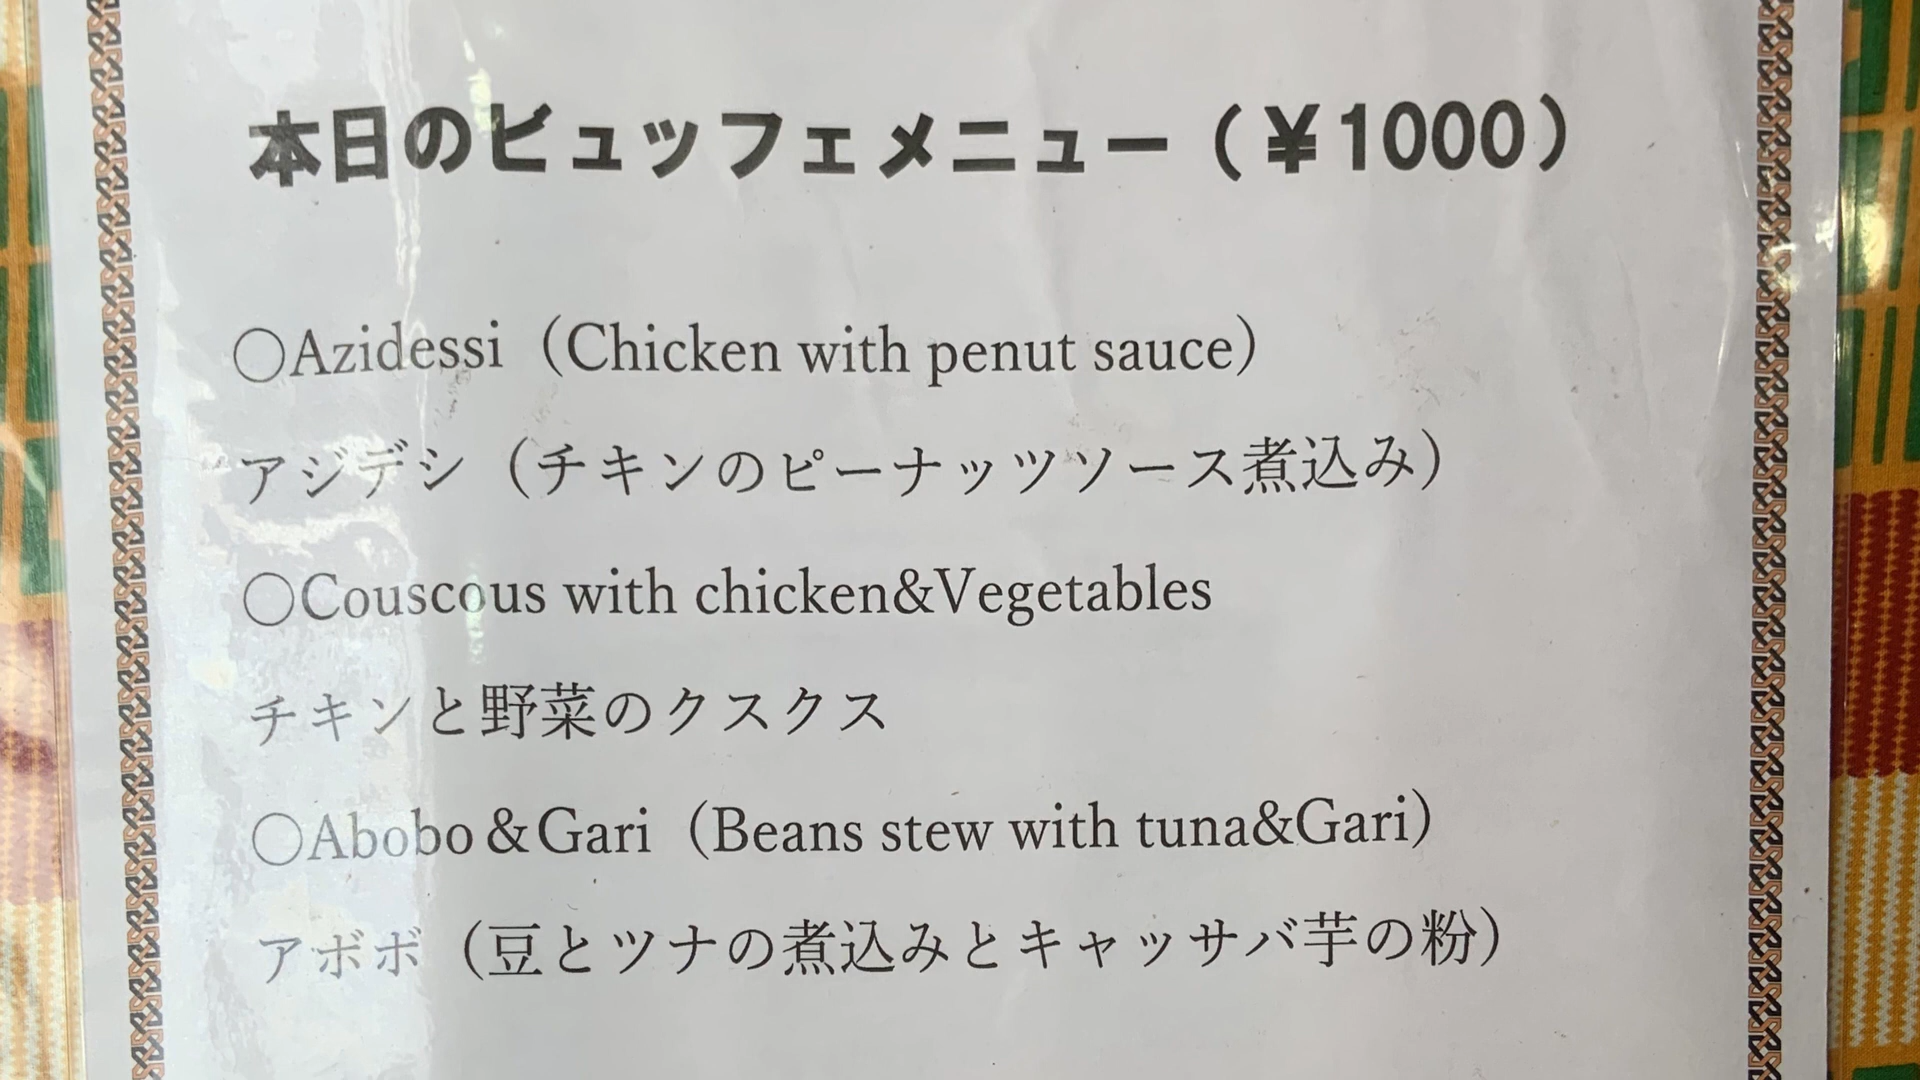 本日のビュッフェメニュー（￥1000）
○Azidessi（Chicken with penut sauce）
アジデシ（チキンのピーナッツソース煮込み）
○Couscous with chicken&Vegetables
チキンと野菜のクスクス
○Abobo＆Gari（Beans stew with tuna&Gari）
アボボ（豆とツナの煮込みとキャッサバ芋の粉）